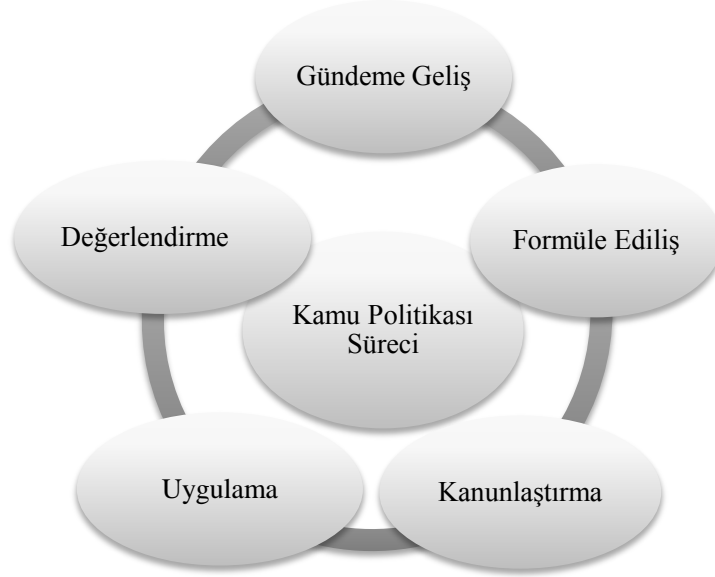 Gündeme Geliş
Değerlendirme
Formüle Ediliş
Kamu Politikası
Süreci
Uygulama
Kanunlaştırma